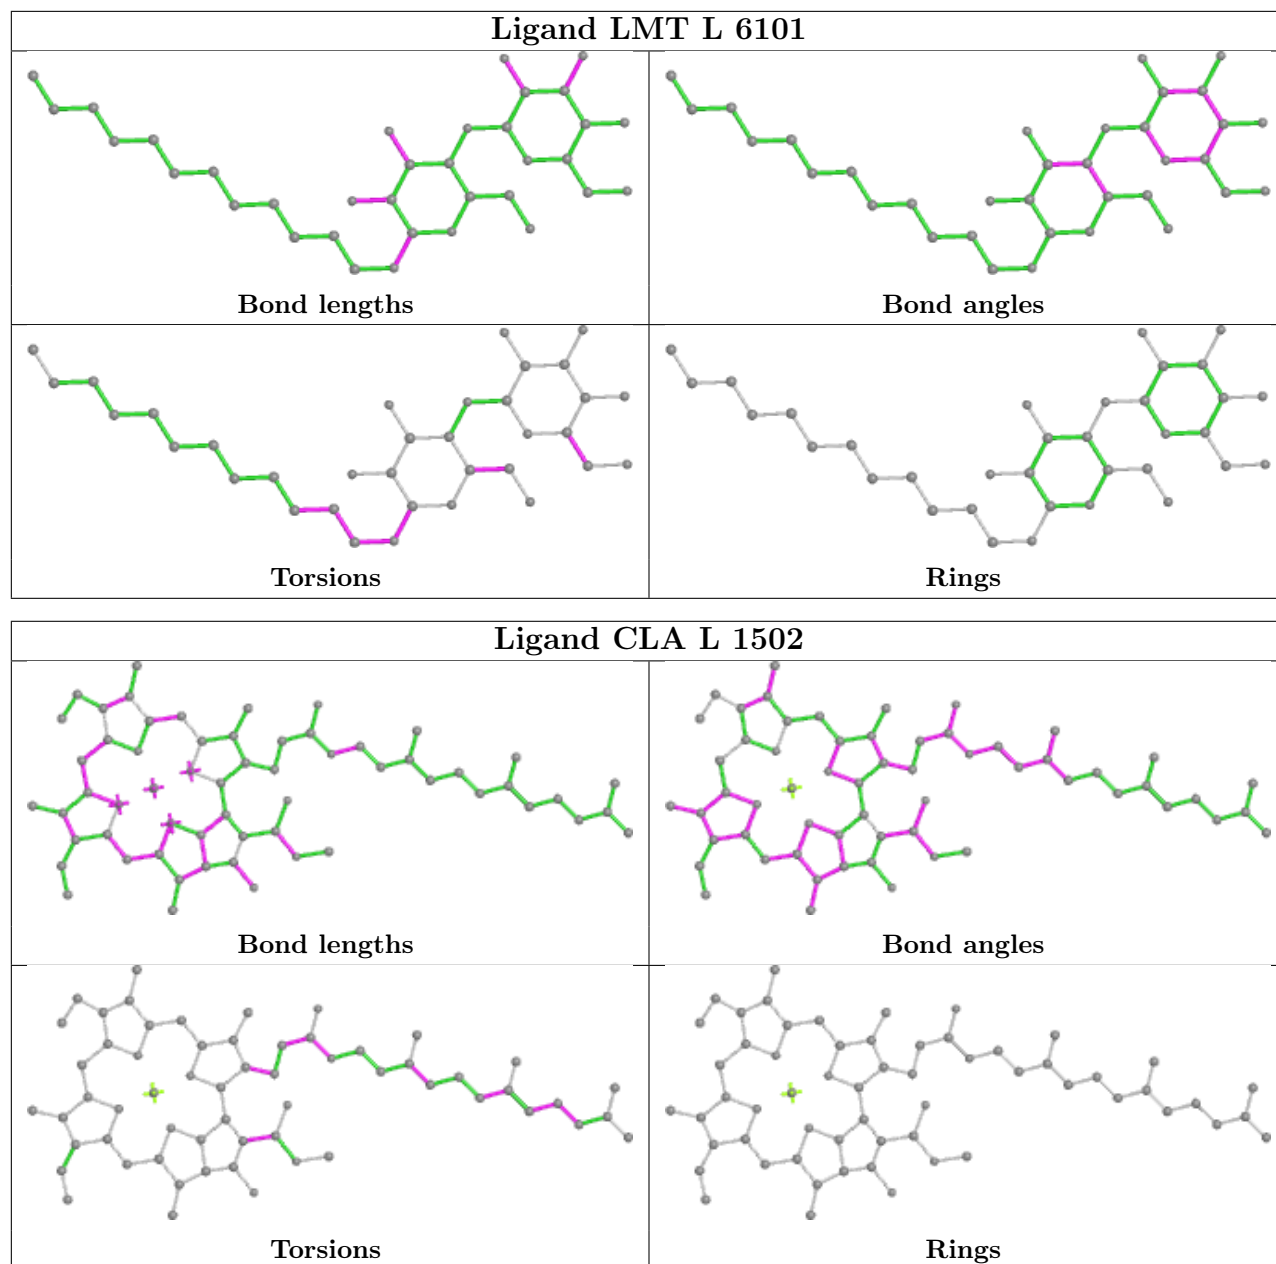 Ligand LMT L 6101
Bond lengths
Bond angles
Torsions
Rings
Ligand CLA L 1502
Bond lengths
Bond angles
Torsions
Rings